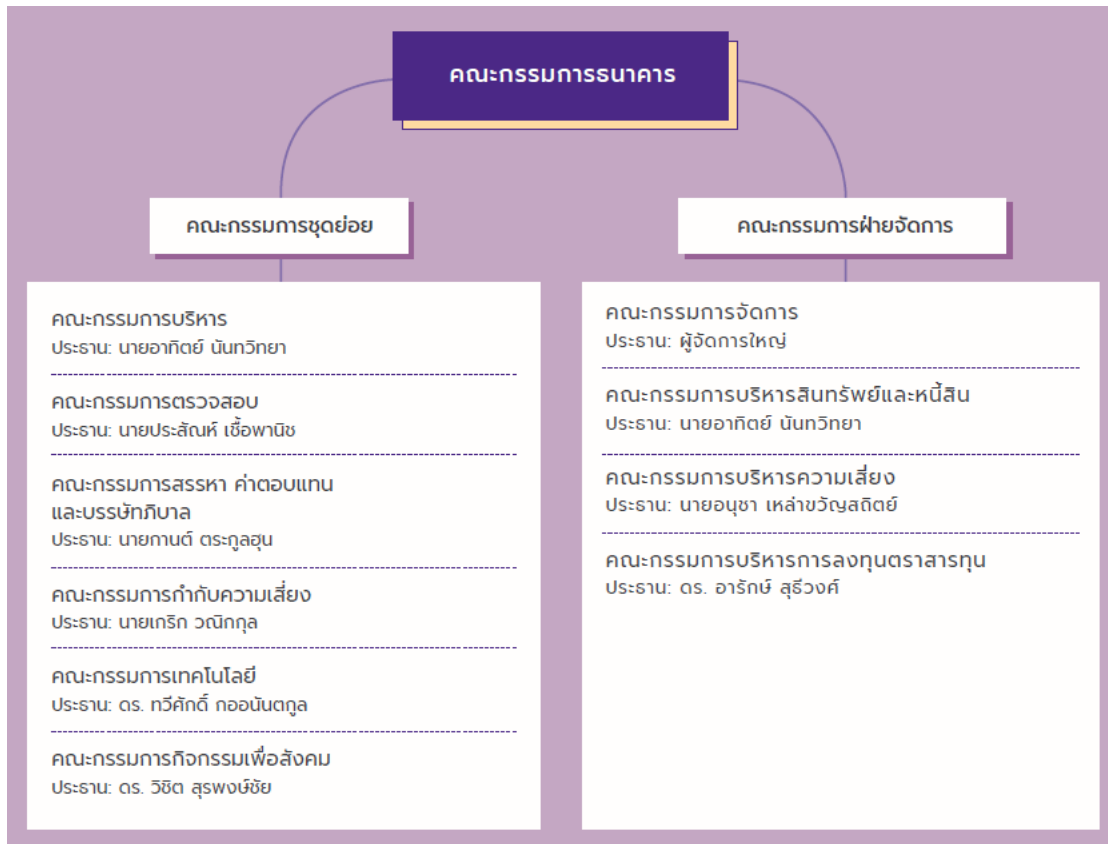 คณะกรรมการธนาคาร
คณะกรรมการชุดย่อย
คณะกรรมการบริหาร
ประธาน: นายอาทิตย์ นันทวิทยา
คณะกรรมการตรวจสอบ
ประธาน: นายประสัณห์ เชื้อพานิช
คณะกรรมการสรรหา ค่าตอบแทน
และบรรษัทภิบาล
ประธาน: นายกานต์ ตระกูลฮุน
คณะกรรมการกำกับความเสี่ยง
ประธาน: นายเกริก วณิกกุล
คณะกรรมการเทคโนโลยี
ประธาน: ดร. ทวีศักดิ์ กออนันตกูล
คณะกรรมการกิจกรรมเพื่อสังคม
ประธาน: ดร. วิชิต สุรพงษ์ชัย
คณะกรรมการฝ่ายจัดการ
คณะกรรมการจัดการ
ประธาน: ผู้จัดการใหญ่
คณะกรรมการบริหารสินทรัพย์และหนี้สิน
ประธาน: นายอาทิตย์ นันทวิทยา
คณะกรรมการบริหารความเสี่ยง
ประธาน: นายอนุชา เหล่าขวัญสถิตย์
คณะกรรมการบริหารการลงทุนตราสารทุน
ประธาน: ดร. อารักษ์ สุธีวงศ์